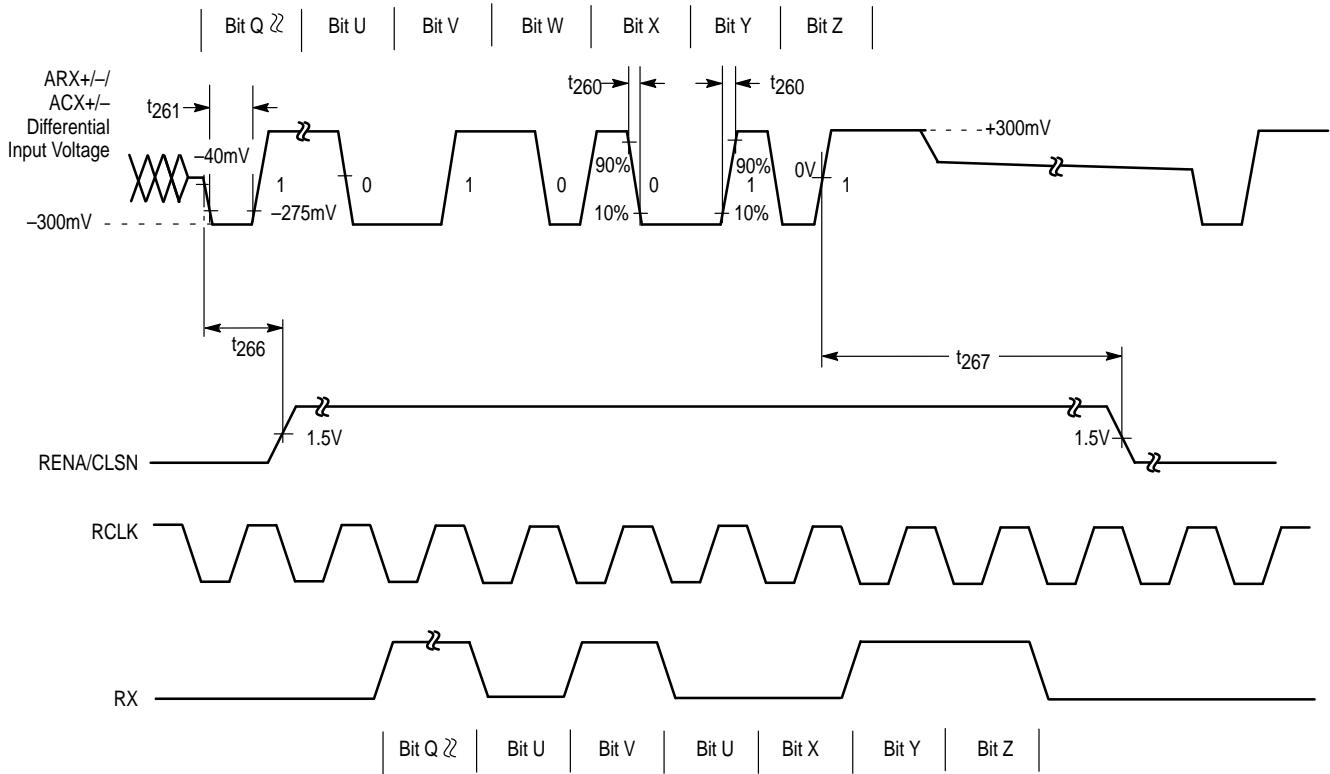 Bit Q Bit U Bit V Bit W Bit X Bit Y Bit Z
ARX+/–/
ACX+/–
Differential
Input Voltage
t261
t260
t260
–40mV
+300mV
1
0
1
0
90%
0
90%
1
0V
1
–275mV
10%
10%
–300mV
t266
t267
1.5V
1.5V
RENA/CLSN
RCLK
RX
Bit Q Bit U Bit V Bit U Bit X Bit Y Bit Z